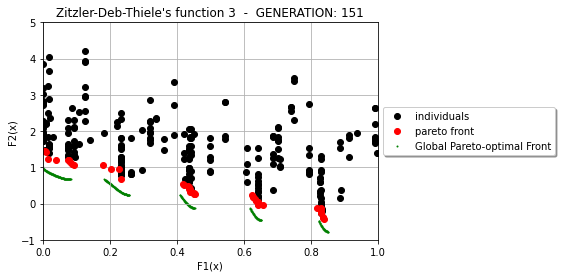 Zitzler-Deb-Thiele's function 3 - GENERATION: 151
5
4
3
2
1
0
−1
F2(x)
0.0 0.2 0.4 0.6 0.8 1.0
F1(x)
individuals
pareto front
Global Pareto-optimal Front